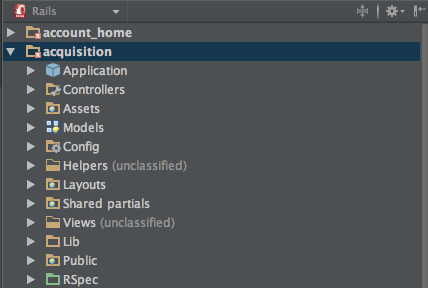 Rails
account_home
acquisition
Application
Controllers
Assets
Models
Config
Helpers (unclassified)
Layouts
Shared partials
Views (unclassified)
Lib
Public
RSpec